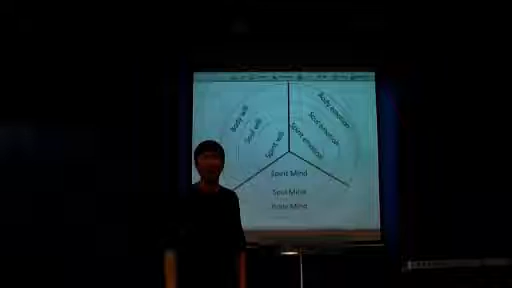 Body will
Soul will
Spirit will
Body emotion
Soul emotion
Spirit emotion
Spirit Mind
Soul Mind
Body Mind